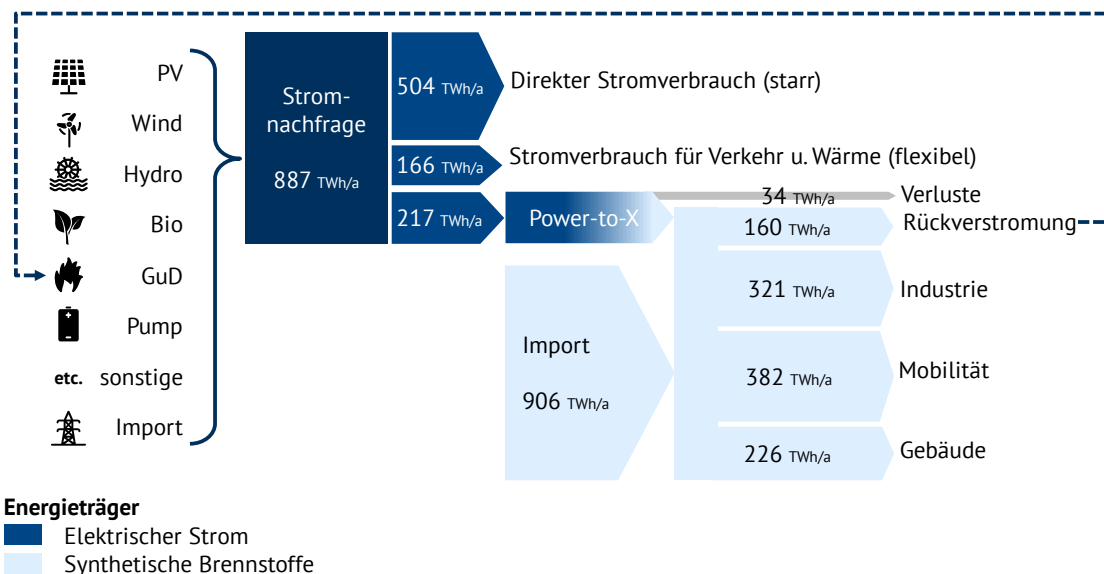 PV
Wind
Hydro
Bio
GuD
Pump
etc. sonstige
Import
Strom-
nachfrage
887 TWh/a
504 TWh/a
Direkter Stromverbrauch (starr)
166 TWh/a
Stromverbrauch für Verkehr u. Wärme (flexibel)
217 TWh/a
Power-to-X
34 TWh/a
Verluste
160 TWh/a
Rückverstromung
Import
906 TWh/a
321 TWh/a
Industrie
382 TWh/a
Mobilität
226 TWh/a
Gebäude
Energieträger
Elektrischer Strom
Synthetische Brennstoffe